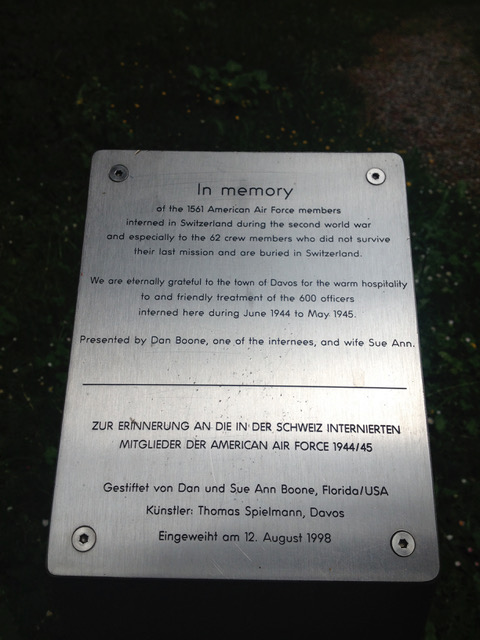 In memory
of the 1561 American Air Force members
interned in Switzerland during the second world war
and especially to the 62 crew members who did not survive
their last mission and are buried in Switzerland.
We are eternally grateful to the town of Davos for the warm hospitality
to and friendly treatment of the 600 officers
interned here during June 1944 to May 1945.
Presented by Dan Boone, one of the internees, and wife Sue Ann.
ZUR ERINNERUNG AN DIE IN DER SCHWEIZ INTERNIERTEN
MITGLIEDER DER AMERICAN AIR FORCE 1944/45
Gestiftet von Dan und Sue Ann Boone, Florida/USA
Künstler: Thomas Spielmann, Davos
Eingeweiht am 12. August 1998